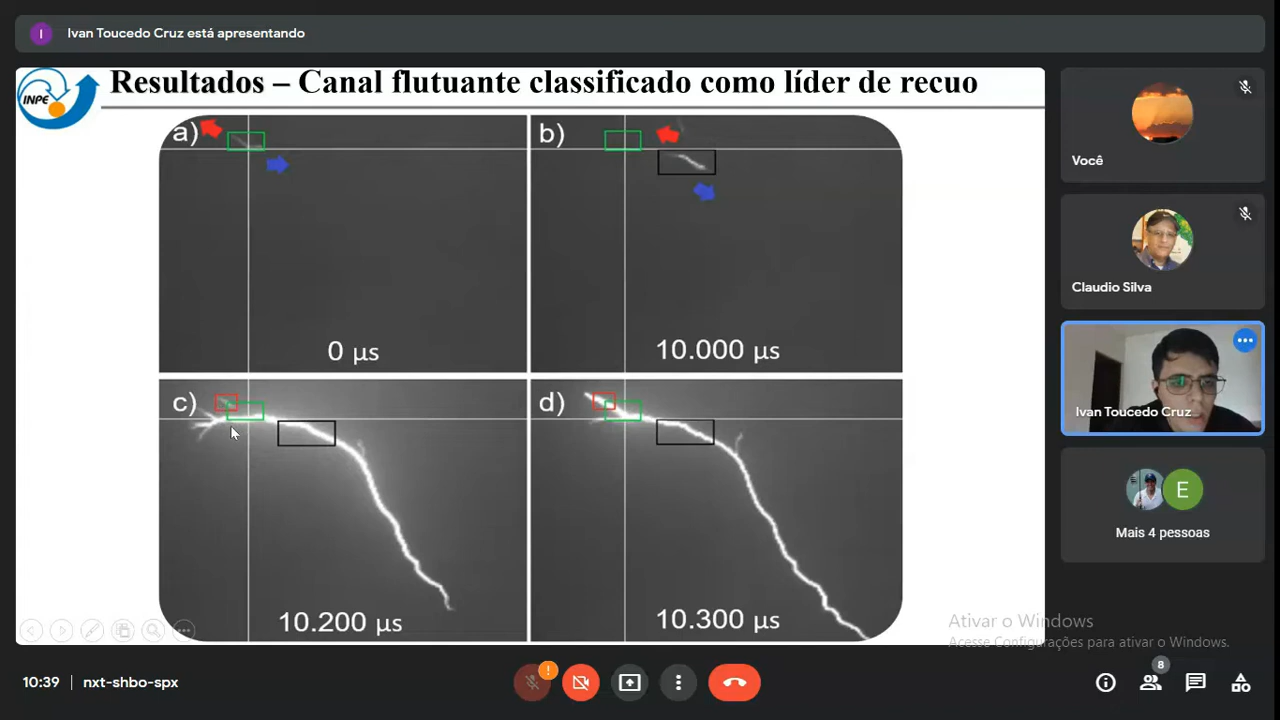 I
Ivan Toucedo Cruz está apresentando
INPE
Resultados – Canal flutuante classificado como líder de recuo
a)
b)
0 µs
10.000 µs
c)
d)
10.200 µs
10.300 µs
Você
Claudio Silva
Ivan Toucedo Cruz
E
Mais 4 pessoas
Ativar o Windows
Acesse Configurações para ativar o Windows.
10:39 | nxt-shbo-spx
!
8